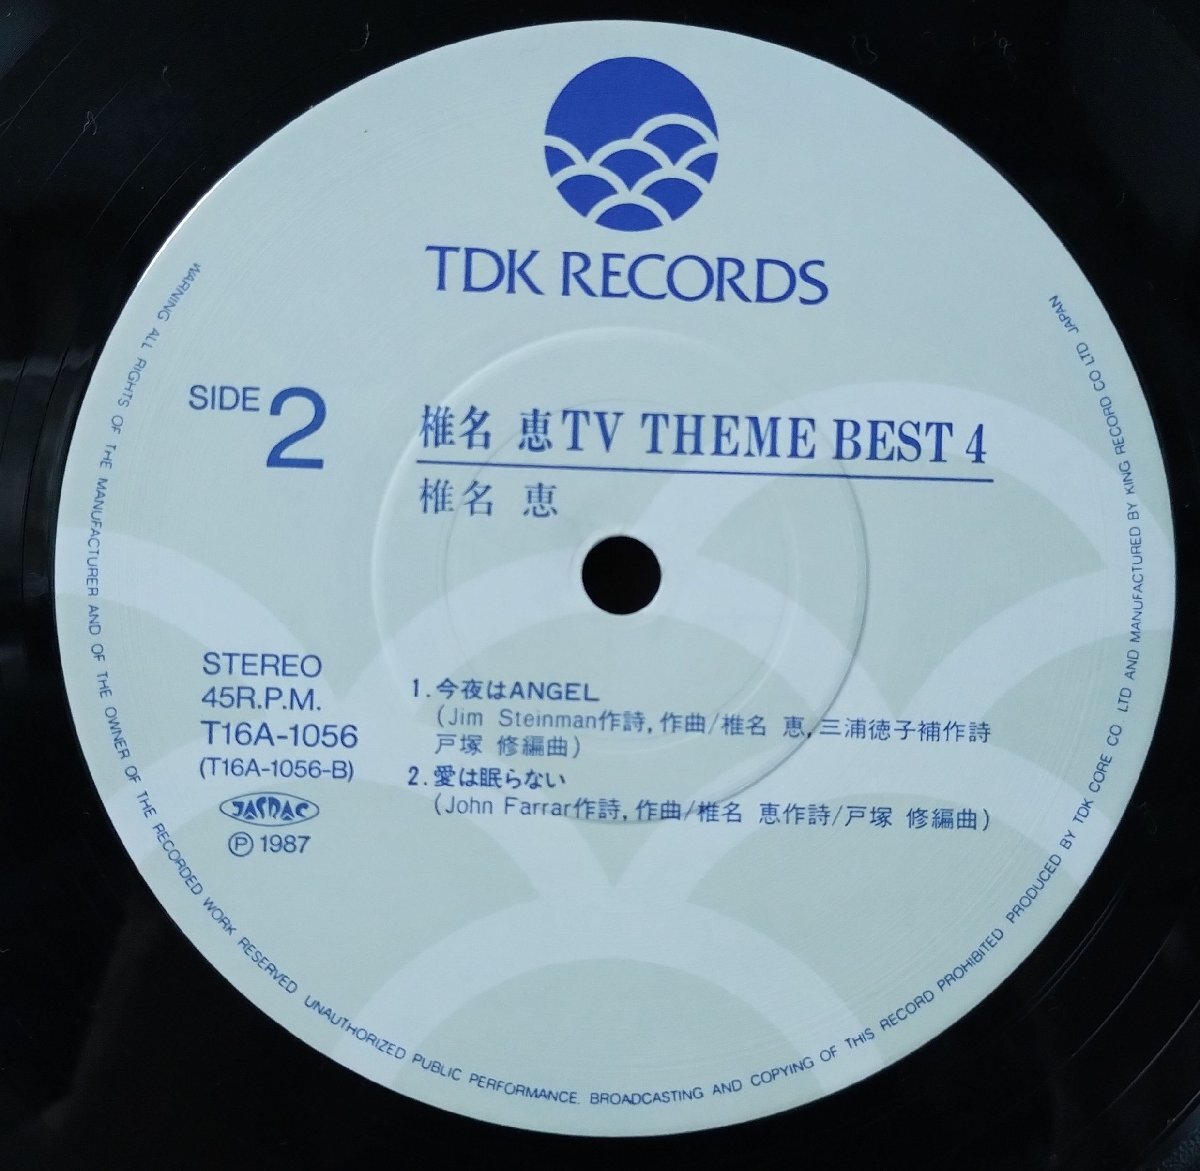 TDK RECORDS
SIDE 2
椎名 恵TV THEME BEST 4
椎名 恵
STEREO
45R.P.M.
T16A-1056
(T16A-1056-B)
JASRAC
Ⓟ 1987
1.今夜はANGEL
(Jim Steinman作詩,作曲/椎名 恵,三浦徳子補作詩
戸塚 修編曲)
2.愛は眠らない
(John Farrar作詩,作曲/椎名 恵作詩/戸塚 修編曲)
WARNING ALL RIGHTS OF THE MANUFACTURER AND OF THE OWNER OF THE RECORDED WORK RESERVED UNAUTHORIZED PUBLIC PERFORMANCE. BROADCASTING AND COPYING OF THIS RECORD PROHIBITED PRODUCED BY TDK CORE CO LTD AND MANUFACTURED BY KING RECORD CO LTD JAPAN